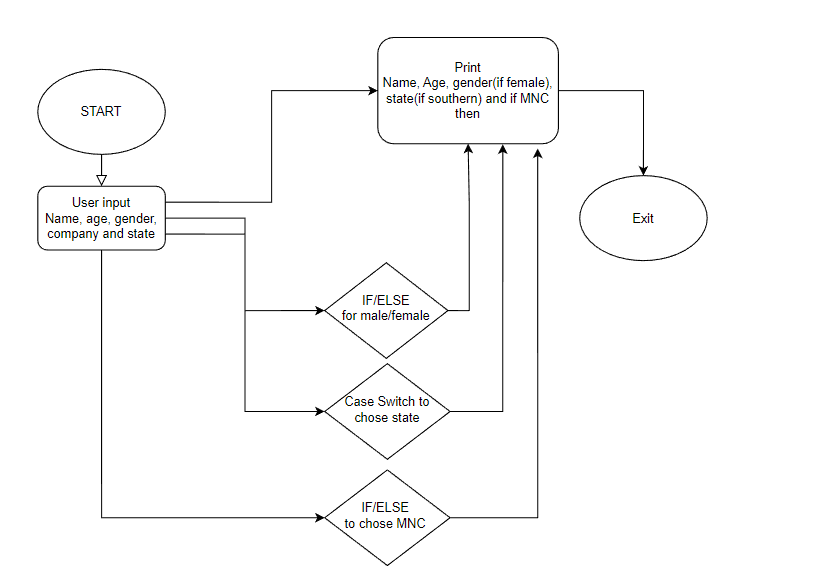 START
User input
Name, age, gender,
company and state
Print
Name, Age, gender(if female),
state(if southern) and if MNC
then
Exit
IF/ELSE
for male/female
Case Switch to
chose state
IF/ELSE
to chose MNC